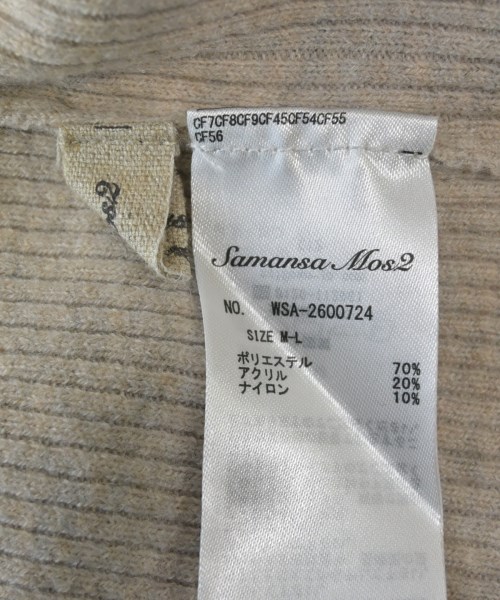 CF7CF8CF9CF45CF54CF55
CF56
Samansa Mos2
NO. WSA-2600724
SIZE M-L
ポリエステル 70%
アクリル 20%
ナイロン 10%